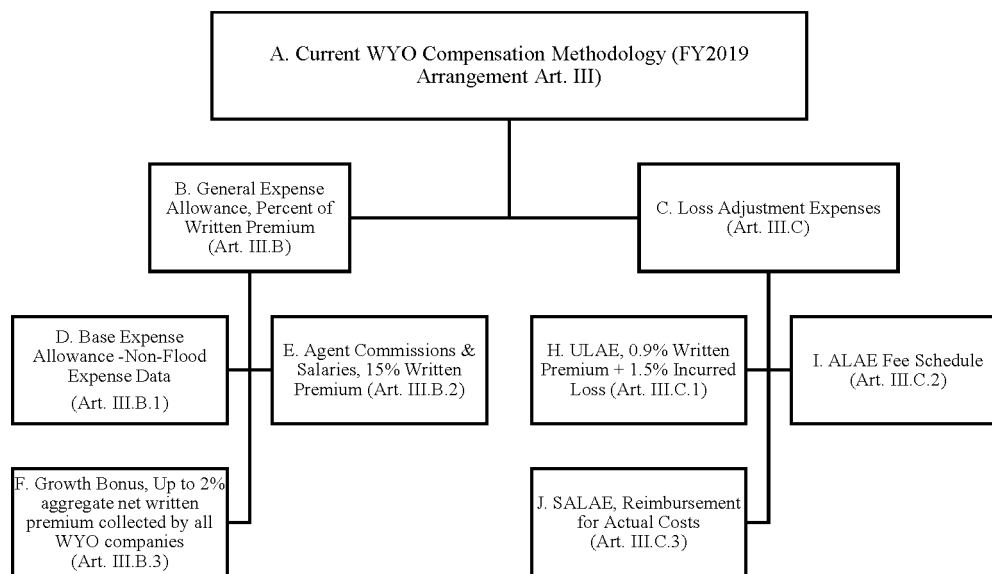 A. Current WYO Compensation Methodology (FY2019
Arrangement Art. III)
B. General Expense
Allowance, Percent of
Written Premium
(Art. III.B)
C. Loss Adjustment Expenses
(Art. III.C)
D. Base Expense
Allowance -Non-Flood
Expense Data
(Art. III.B.1)
E. Agent Commissions &
Salaries, 15% Written
Premium (Art. III.B.2)
H. ULAE, 0.9% Written
Premium + 1.5% Incurred
Loss (Art. III.C.1)
I. ALAE Fee Schedule
(Art. III.C.2)
F. Growth Bonus, Up to 2%
aggregate net written
premium collected by all
WYO companies
(Art. III.B.3)
J. SALAE, Reimbursement
for Actual Costs
(Art. III.C.3)